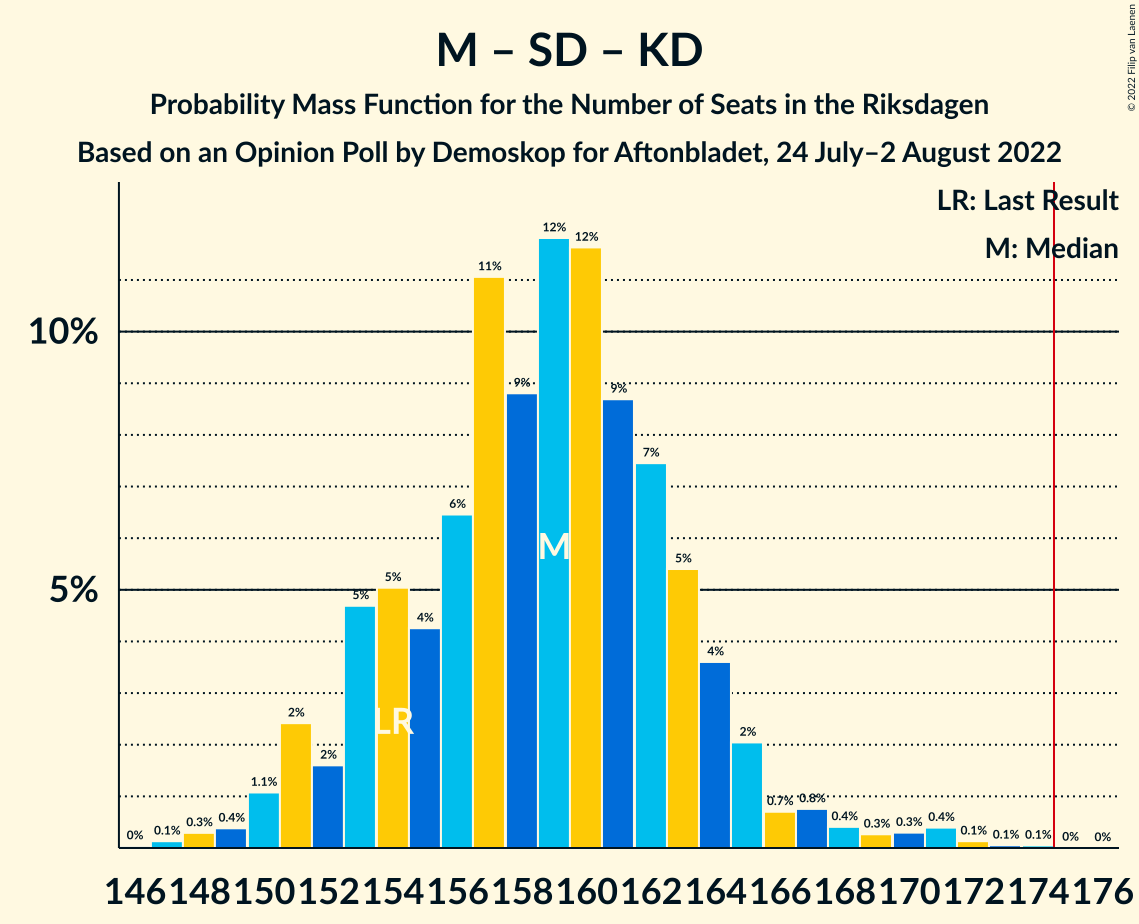 M – SD – KD
Probability Mass Function for the Number of Seats in the Riksdagen
Based on an Opinion Poll by Demoskop for Aftonbladet, 24 July–2 August 2022
© 2022 Filip van Laenen
LR: Last Result
M: Median
10%
5%
0% 0.1% 0.3% 0.4% 1.1% 2% 2% 5% 5% 4% 6% 11% 9% 12% 12% 9% 7% 5% 4% 2% 0.7% 0.8% 0.4% 0.3% 0.3% 0.4% 0.1% 0.1% 0.1% 0% 0%
M
LR
146 148 150 152 154 156 158 160 162 164 166 168 170 172 174 176